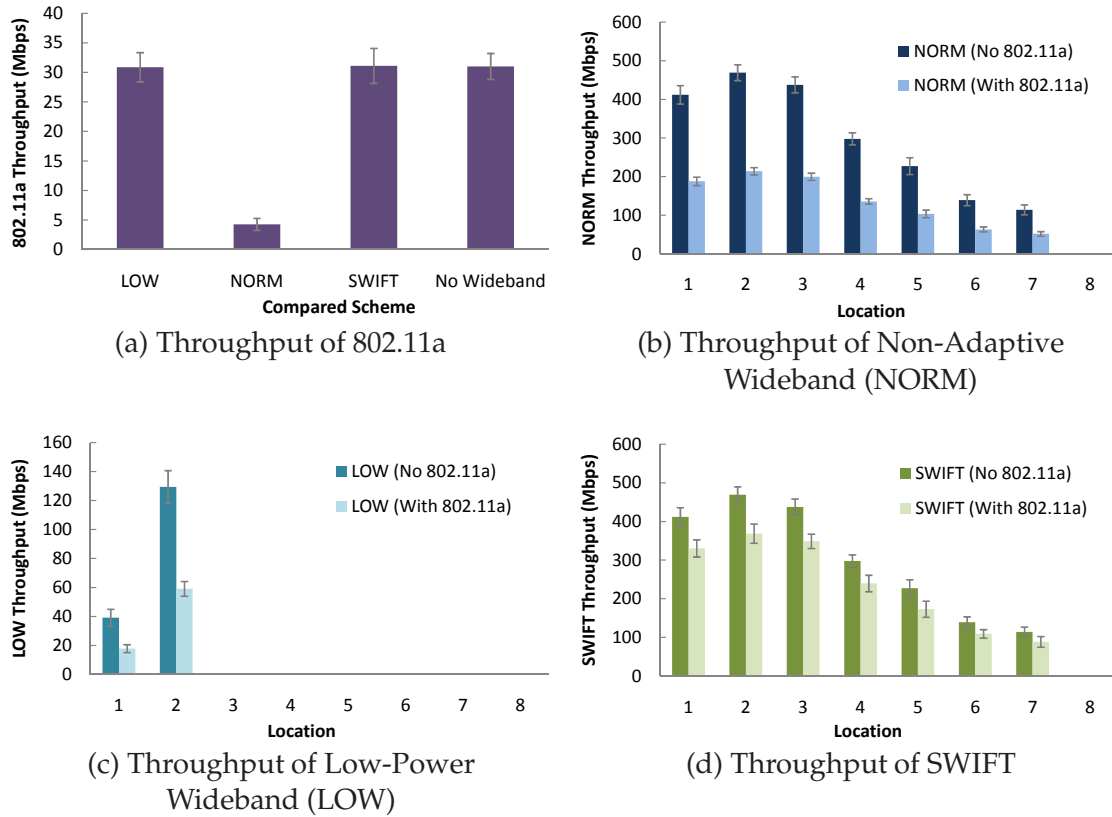 802.11a Throughput (Mbps)
40
35
30
25
20
15
10
5
0
LOW NORM SWIFT No Wideband
Compared Scheme
(a) Throughput of 802.11a
NORM Throughput (Mbps)
600
500
400
300
200
100
0
NORM (No 802.11a)
NORM (With 802.11a)
1 2 3 4 5 6 7 8
Location
(b) Throughput of Non-Adaptive
Wideband (NORM)
LOW Throughput (Mbps)
160
140
120
100
80
60
40
20
0
LOW (No 802.11a)
LOW (With 802.11a)
1 2 3 4 5 6 7 8
Location
(c) Throughput of Low-Power
Wideband (LOW)
SWIFT Throughput (Mbps)
600
500
400
300
200
100
0
SWIFT (No 802.11a)
SWIFT (With 802.11a)
1 2 3 4 5 6 7 8
Location
(d) Throughput of SWIFT